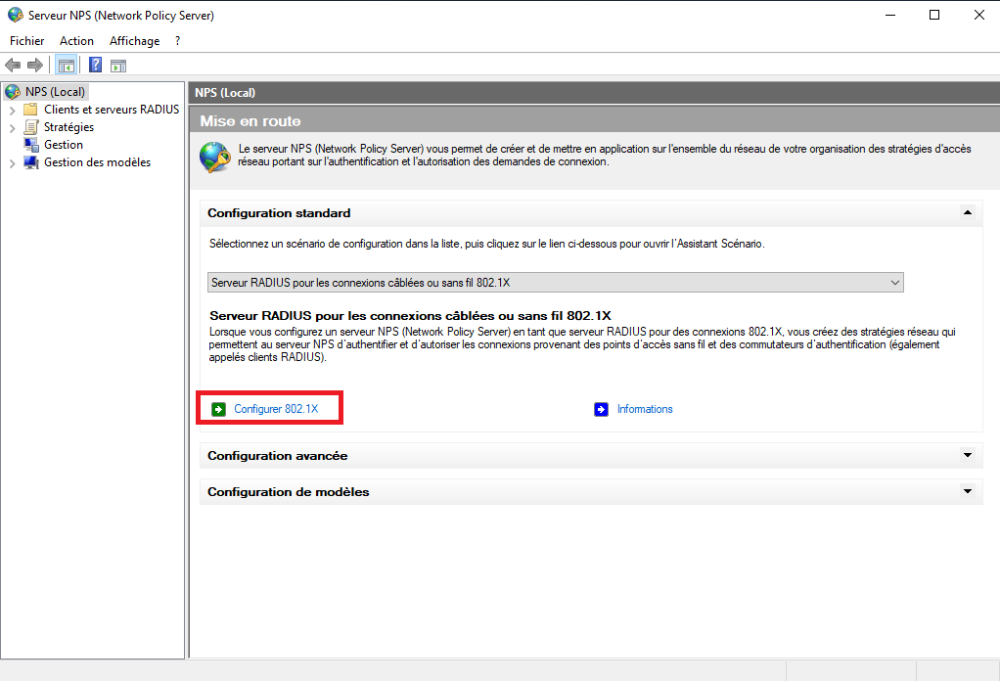 Serveur NPS (Network Policy Server)
Fichier Action Affichage ?
NPS (Local)
Clients et serveurs RADIUS
Stratégies
Gestion
Gestion des modèles
NPS (Local)
Mise en route
Le serveur NPS (Network Policy Server) vous permet de créer et de mettre en application sur l'ensemble du réseau de votre organisation des stratégies d'accès
réseau portant sur l'authentification et l'autorisation des demandes de connexion.
Configuration standard
Sélectionnez un scénario de configuration dans la liste, puis cliquez sur le lien ci-dessous pour ouvrir l'Assistant Scénario.
Serveur RADIUS pour les connexions câblées ou sans fil 802.1X
Serveur RADIUS pour les connexions câblées ou sans fil 802.1X
Lorsque vous configurez un serveur NPS (Network Policy Server) en tant que serveur RADIUS pour des connexions 802.1X, vous créez des stratégies réseau qui
permettent au serveur NPS d'authentifier et d'autoriser les connexions provenant des points d'accès sans fil et des commutateurs d'authentification (également
appelés clients RADIUS).
Configurer 802.1X
Informations
Configuration avancée
Configuration de modèles